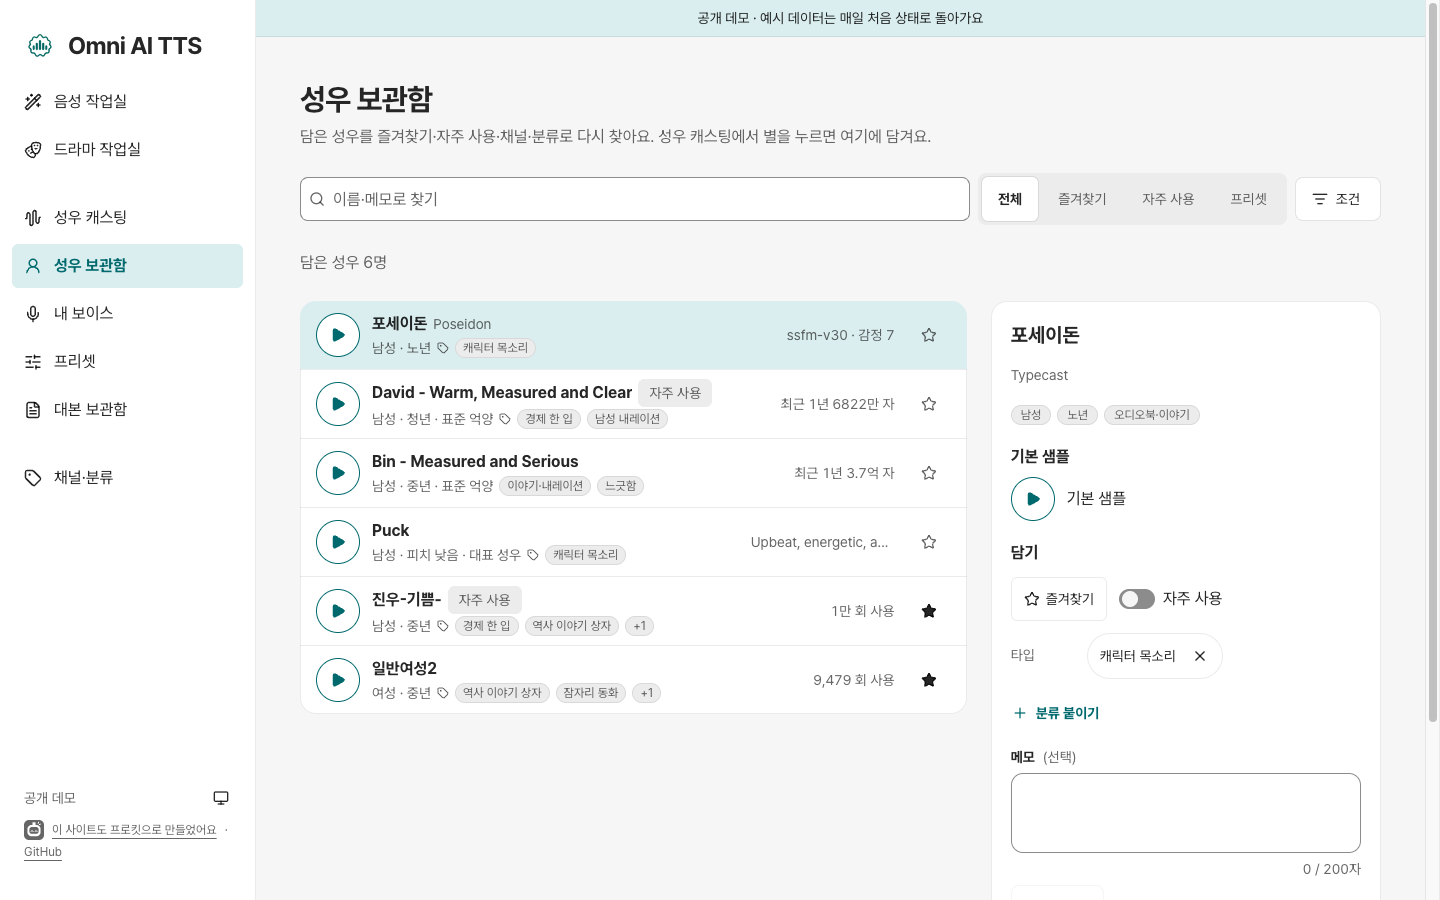 Omni AI TTS
음성 작업실
드라마 작업실
성우 캐스팅
성우 보관함
내 보이스
프리셋
대본 보관함
채널·분류
공개 데모
이 사이트도 프로킷으로 만들었어요 ·
GitHub
공개 데모 · 예시 데이터는 매일 처음 상태로 돌아가요
성우 보관함
담은 성우를 즐겨찾기·자주 사용·채널·분류로 다시 찾아요. 성우 캐스팅에서 별을 누르면 여기에 담겨요.
이름·메모로 찾기
전체 즐겨찾기 자주 사용 프리셋 조건
담은 성우 6명
포세이돈 Poseidon
남성 · 노년 캐릭터 목소리
ssfm-v30 · 감정 7
David - Warm, Measured and Clear 자주 사용
남성 · 청년 · 표준 억양 경제 한 입 남성 내레이션
최근 1년 6822만 자
Bin - Measured and Serious
남성 · 중년 · 표준 억양 이야기·내레이션 느긋함
최근 1년 3.7억 자
Puck
남성 · 피치 낮음 · 대표 성우 캐릭터 목소리
Upbeat, energetic, a...
진우-기쁨- 자주 사용
남성 · 중년 경제 한 입 역사 이야기 상자 +1
1만 회 사용
일반여성2
여성 · 중년 역사 이야기 상자 잠자리 동화 +1
9,479 회 사용
포세이돈
Typecast
남성 노년 오디오북·이야기
기본 샘플
기본 샘플
담기
즐겨찾기 자주 사용
타입 캐릭터 목소리
분류 붙이기
메모 (선택)
0 / 200자